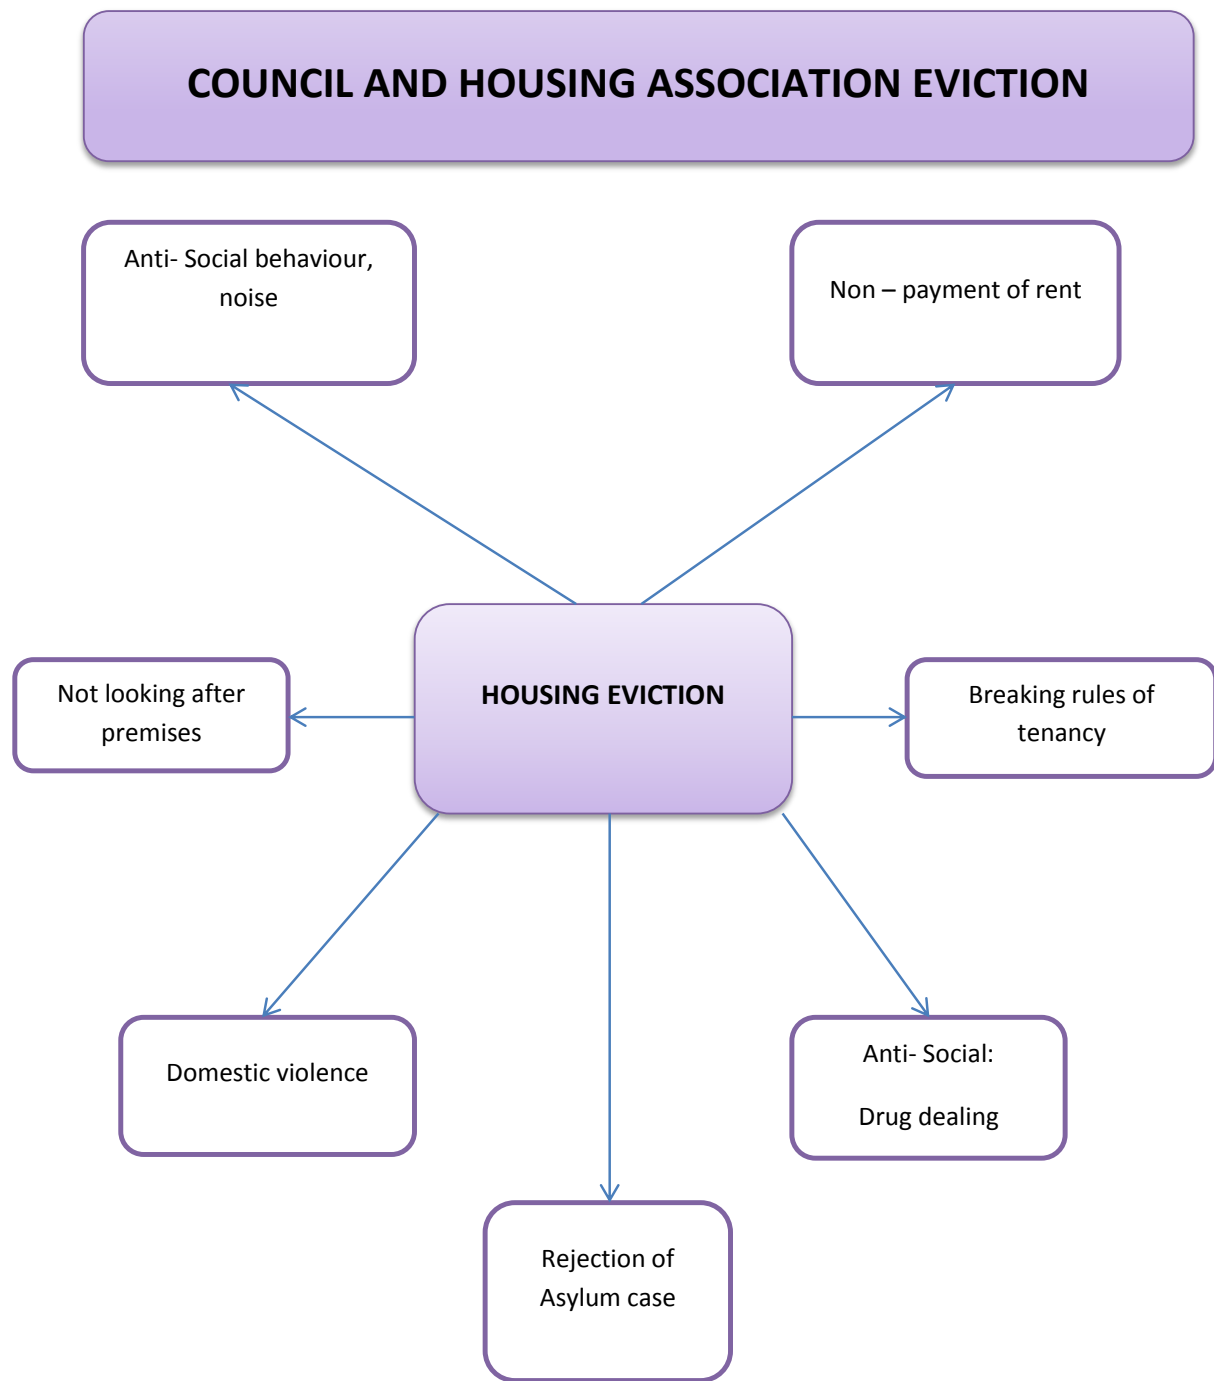 COUNCIL AND HOUSING ASSOCIATION EVICTION
Anti- Social behaviour,
noise
Non – payment of rent
Not looking after
premises
HOUSING EVICTION
Breaking rules of
tenancy
Domestic violence
Anti- Social:
Drug dealing
Rejection of
Asylum case